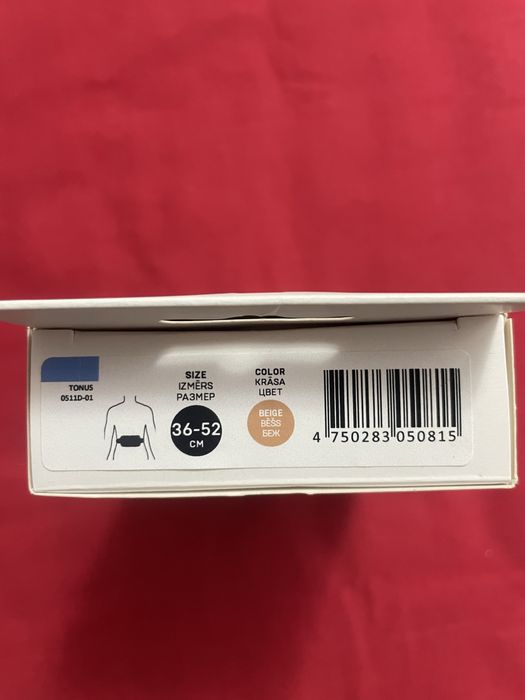 TONUS
0511D-01
SIZE
IZMĒRS
РАЗМЕР
36-52
CM
COLOR
KRĀSA
ЦВЕТ
BEIGE
BĒŠS
БЕЖ
4 750283 050815